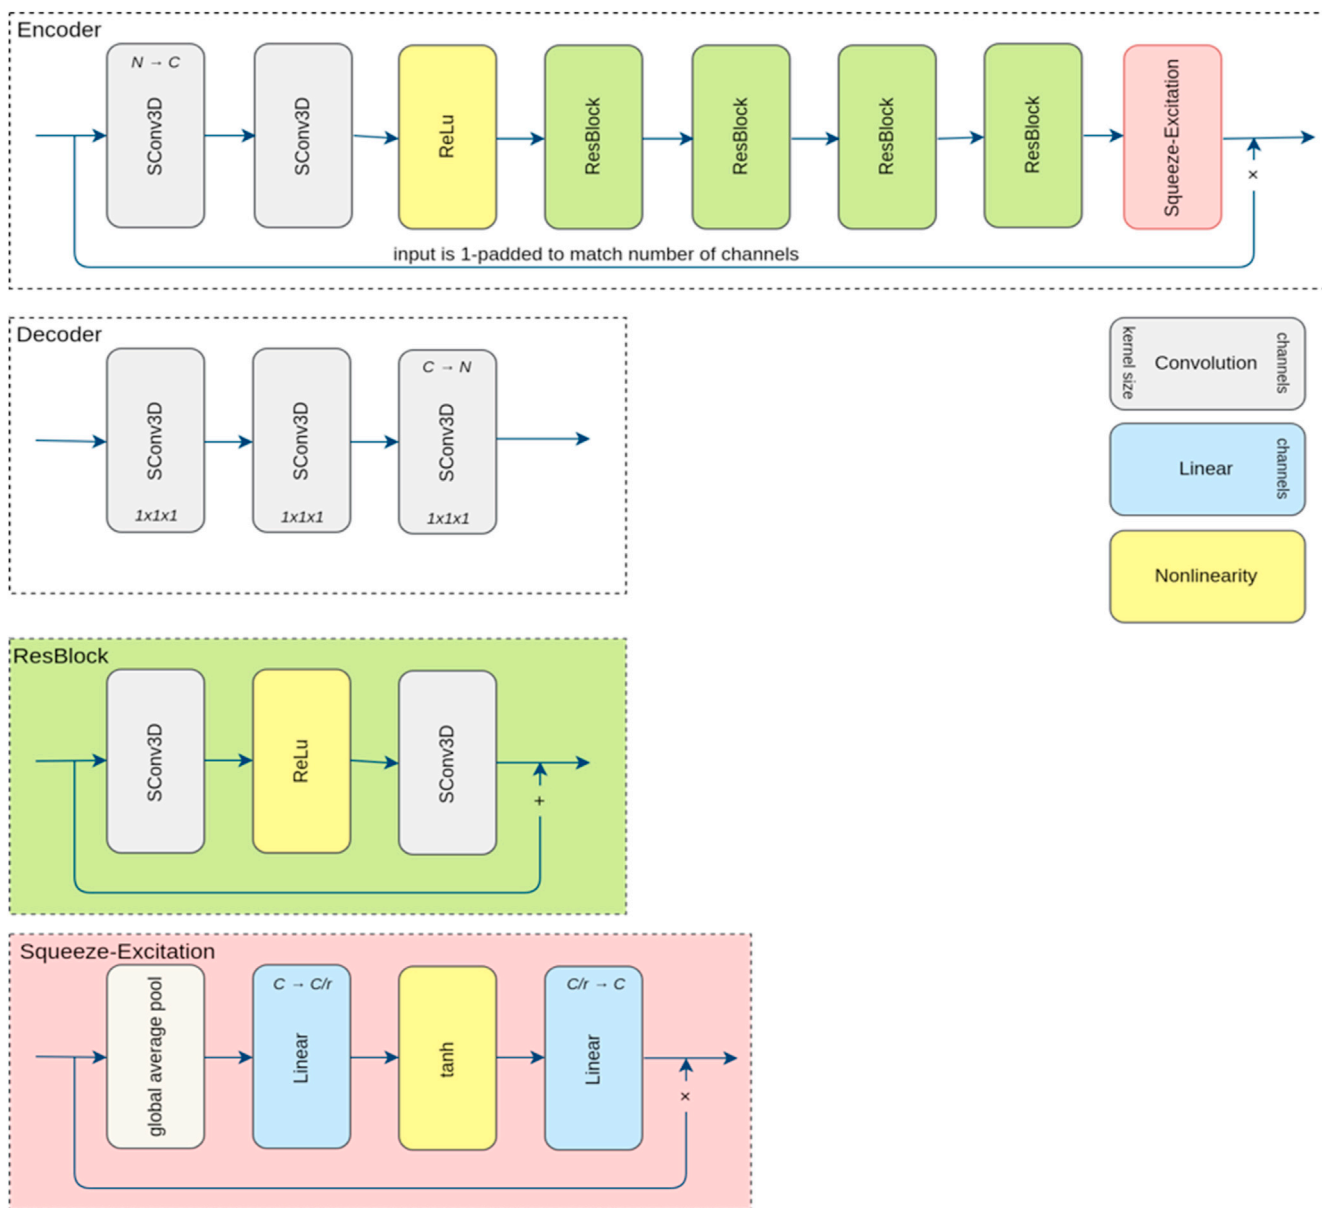 Encoder
N → C
SConv3D
SConv3D
ReLu
ResBlock
ResBlock
ResBlock
ResBlock
Squeeze-Excitation
×
input is 1-padded to match number of channels
Decoder
SConv3D
1x1x1
SConv3D
1x1x1
C → N
SConv3D
1x1x1
kernel size
Convolution
channels
Linear
channels
Nonlinearity
ResBlock
SConv3D
ReLu
SConv3D
+
Squeeze-Excitation
global average pool
C → C/r
Linear
tanh
C/r → C
Linear
×